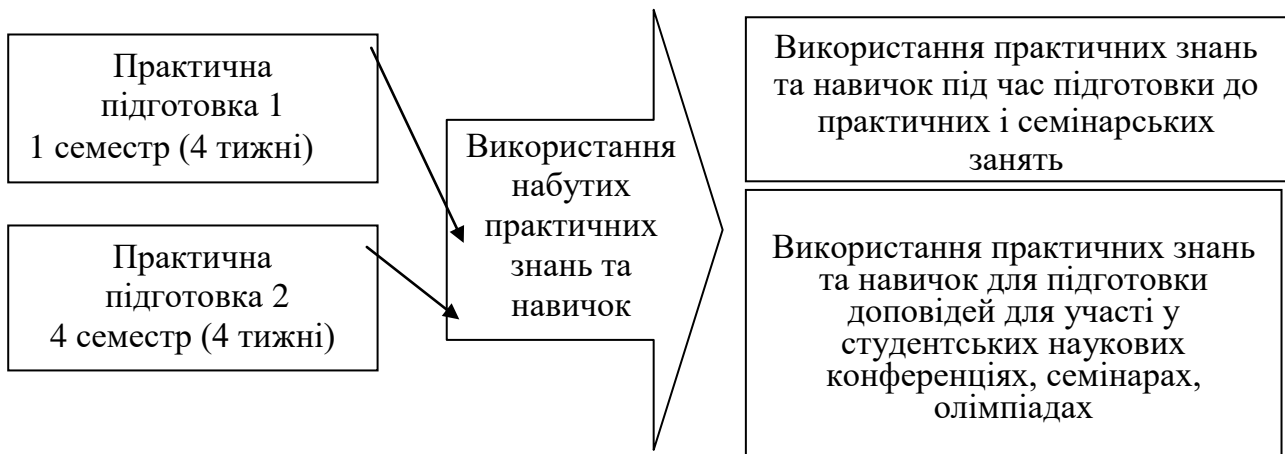 Практична
підготовка 1
1 семестр (4 тижні)
Практична
підготовка 2
4 семестр (4 тижні)
Використання
набутих
практичних
знань та
навичок
Використання практичних знань
та навичок під час підготовки до
практичних і семінарських
занять
Використання практичних знань
та навичок для підготовки
доповідей для участі у
студентських наукових
конференціях, семінарах,
олімпіадах